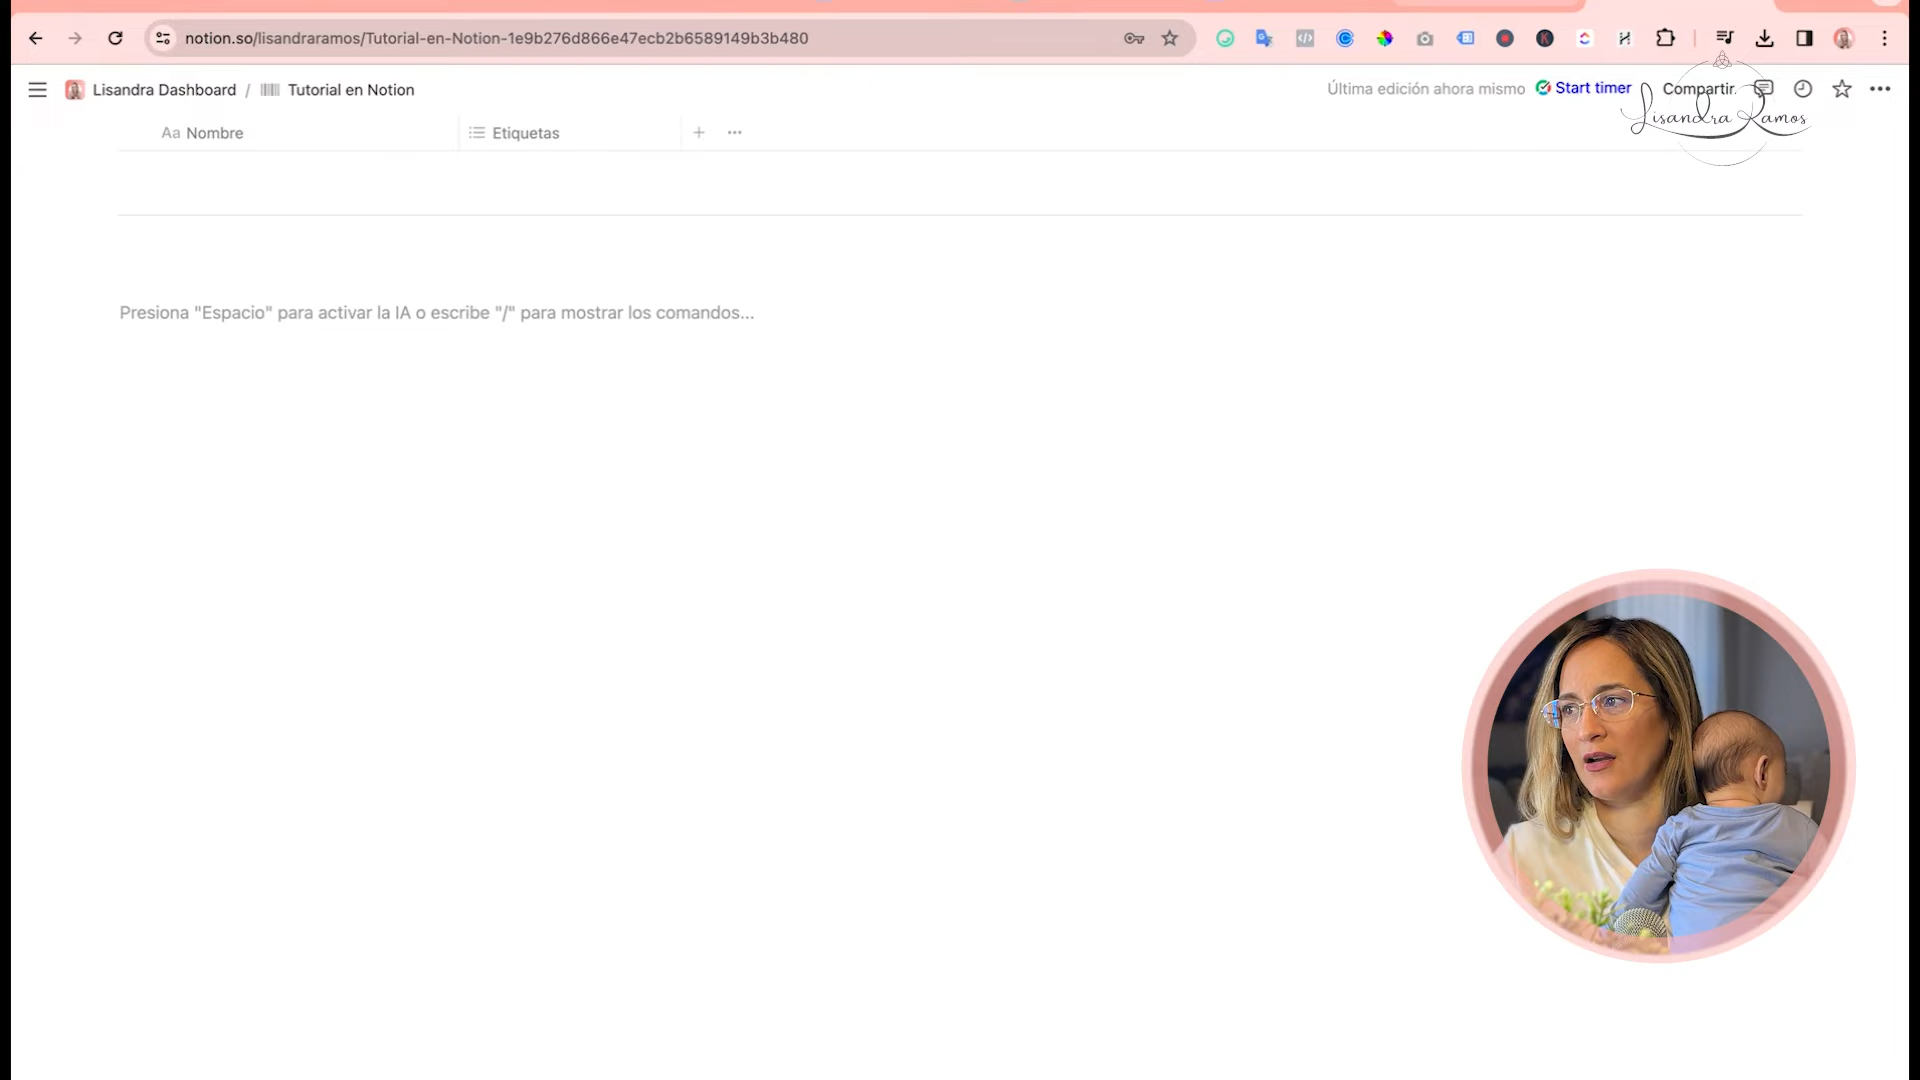 notion.so/lisandraramos/Tutorial-en-Notion-1e9b276d866e47ecb2b6589149b3b480
Lisandra Dashboard / Tutorial en Notion
Última edición ahora mismo
Start timer
Compartir
Lisandra Ramos
Aa Nombre
Etiquetas
Presiona "Espacio" para activar la IA o escribe "/" para mostrar los comandos...